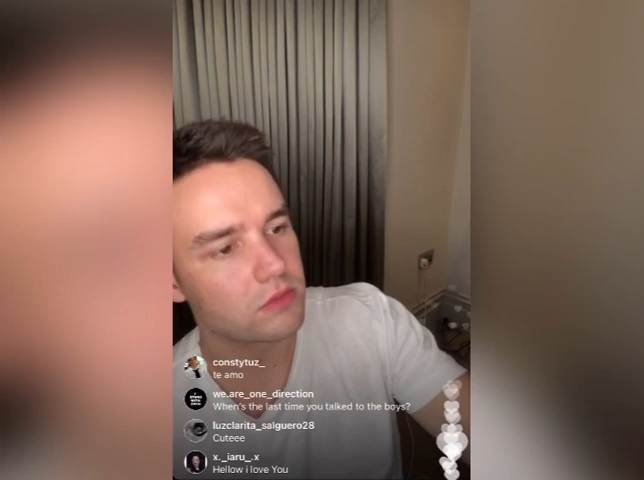 constytuz_
te amo
we.are_one_direction
When's the last time you talked to the boys?
luzclarita_salguero28
Cuteee
x._iaru_.x
Hellow i love You